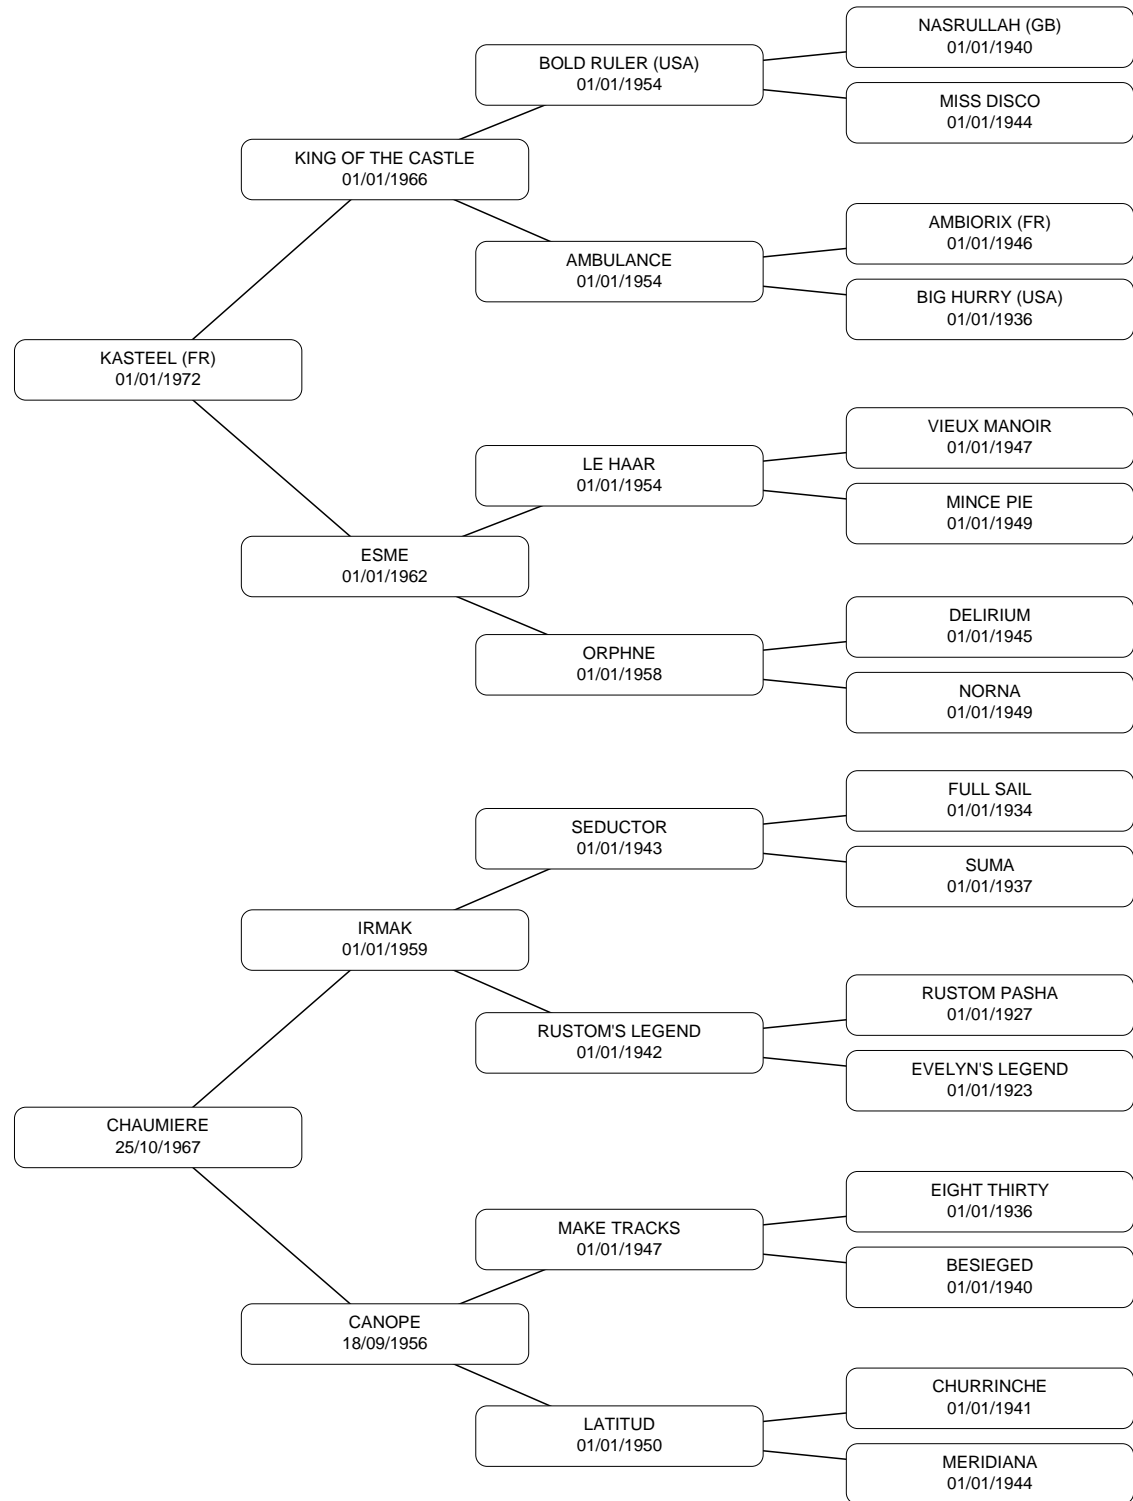 NASRULLAH (GB)
01/01/1940
BOLD RULER (USA)
01/01/1954
MISS DISCO
01/01/1944
KING OF THE CASTLE
01/01/1966
AMBIORIX (FR)
01/01/1946
AMBULANCE
01/01/1954
BIG HURRY (USA)
01/01/1936
KASTEEL (FR)
01/01/1972
VIEUX MANOIR
01/01/1947
LE HAAR
01/01/1954
MINCE PIE
01/01/1949
ESME
01/01/1962
DELIRIUM
01/01/1945
ORPHNE
01/01/1958
NORNA
01/01/1949
FULL SAIL
01/01/1934
SEDUCTOR
01/01/1943
SUMA
01/01/1937
IRMAK
01/01/1959
RUSTOM PASHA
01/01/1927
RUSTOM'S LEGEND
01/01/1942
EVELYN'S LEGEND
01/01/1923
CHAUMIERE
25/10/1967
EIGHT THIRTY
01/01/1936
MAKE TRACKS
01/01/1947
BESIEGED
01/01/1940
CANOPE
18/09/1956
CHURRINCHE
01/01/1941
LATITUD
01/01/1950
MERIDIANA
01/01/1944